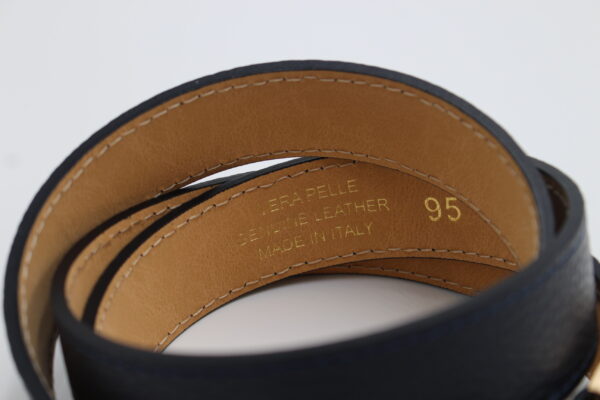 VERA PELLE
GENUINE LEATHER
MADE IN ITALY
95